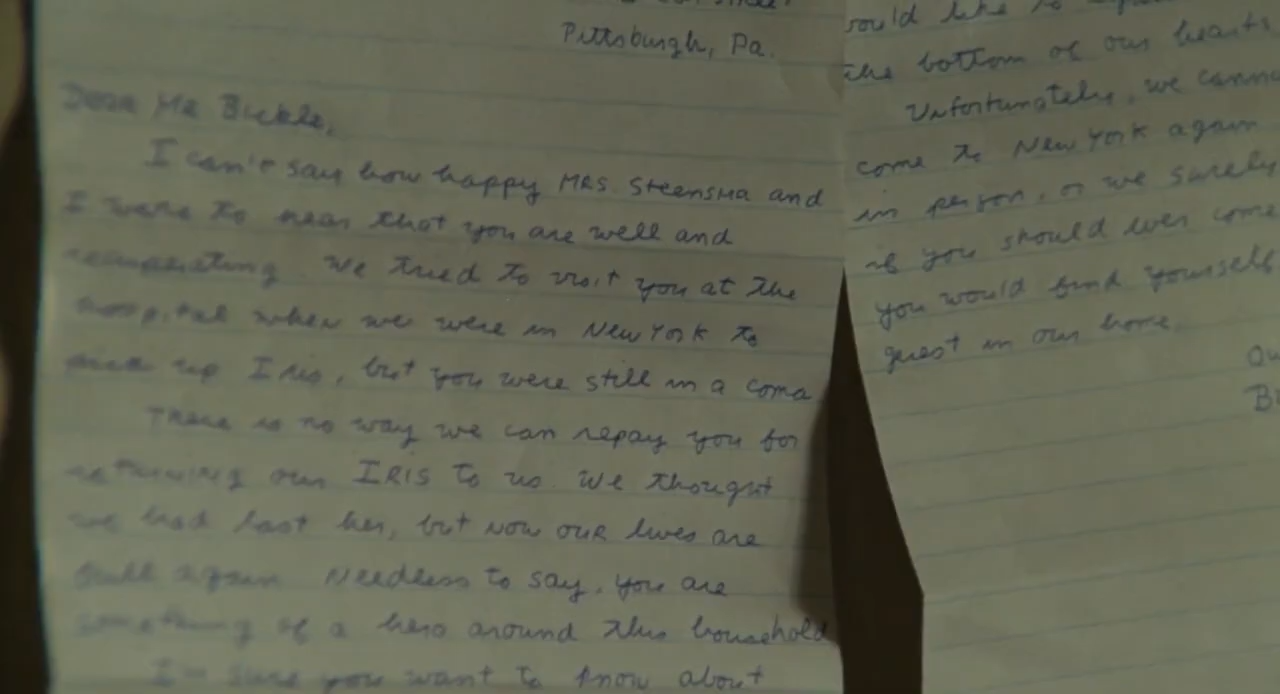 Pittsburgh, Pa.
Dear Mr Bickle,
I can't say how happy MRS. Steensma and
I were to hear that you are well and
recuperating. We tried to visit you at the
hospital when we were in New York to
pick up Iris, but you were still in a coma
There is no way we can repay you for
returning our IRIS to us. We thought
we had lost her, but now our lives are
full again. Needless to say, you are
something of a hero around this household
I'm sure you want to know about
would like to
the bottom of our hearts.
Unfortunately, we
come to New York again
in person, or we surely
if you should ever come
you would find yourself
guest in our home.